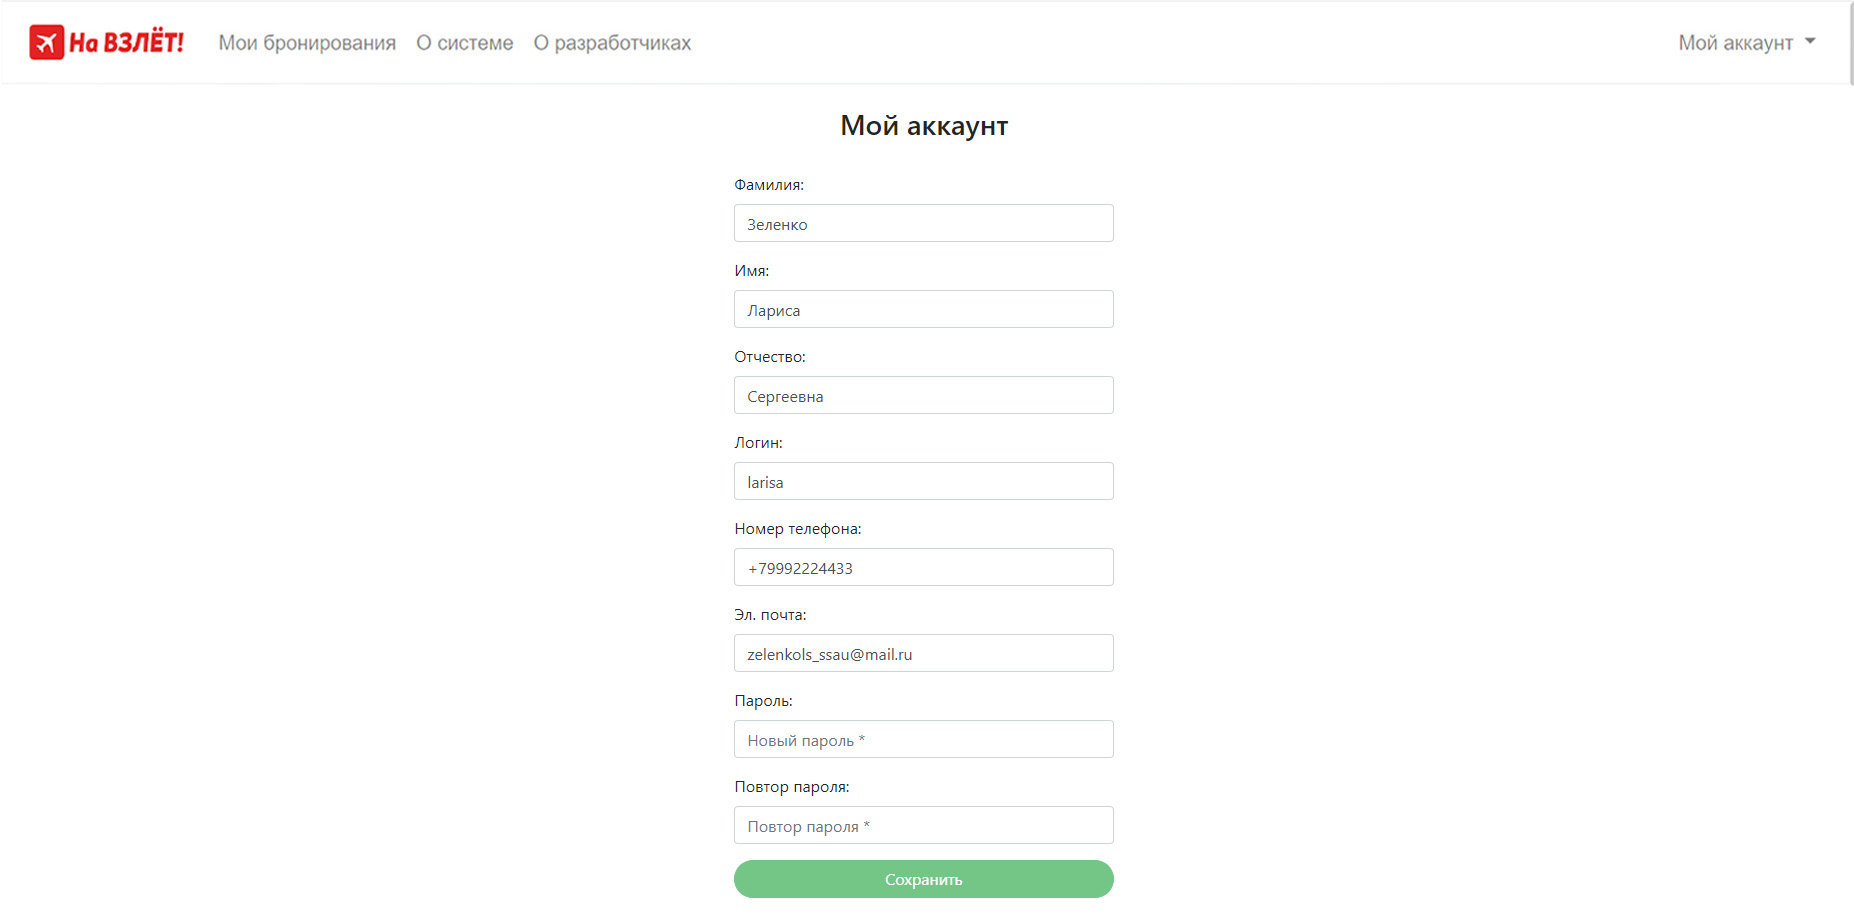 На ВЗЛЁТ! Мои бронирования О системе О разработчиках Мой аккаунт
Мой аккаунт
Фамилия:
Зеленко
Имя:
Лариса
Отчество:
Сергеевна
Логин:
larisa
Номер телефона:
+79992224433
Эл. почта:
zelenkols_ssau@mail.ru
Пароль:
Новый пароль *
Повтор пароля:
Повтор пароля *
Сохранить